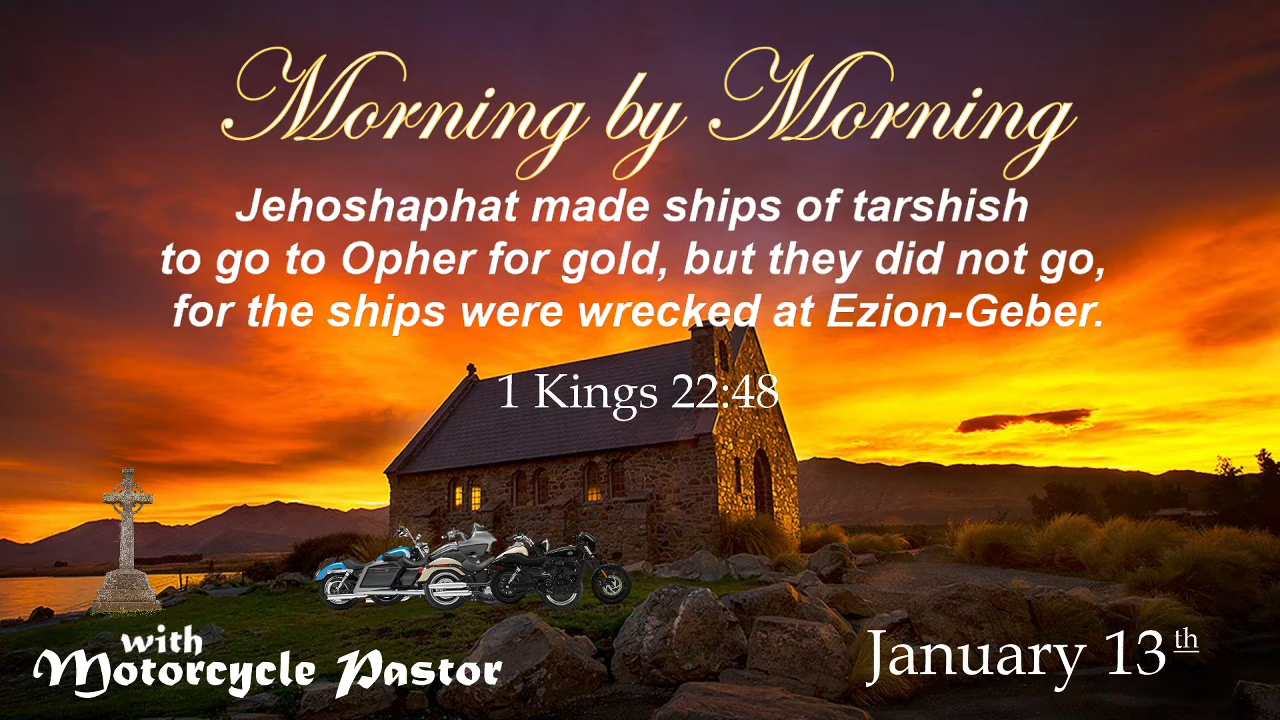 Morning by Morning
Jehoshaphat made ships of tarshish
to go to Opher for gold, but they did not go,
for the ships were wrecked at Ezion-Geber.
1 Kings 22:48
with
Motorcycle Pastor
January 13th